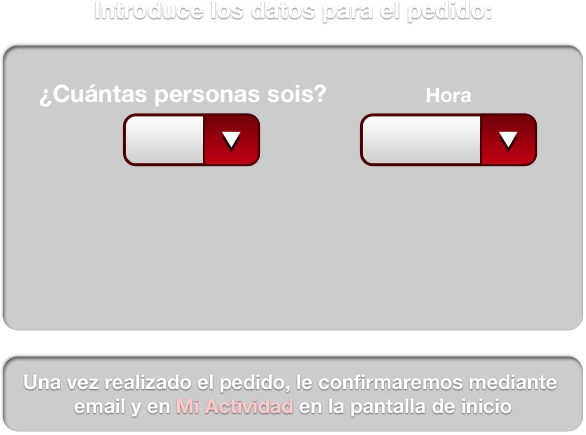 Introduce los datos para el pedido:
¿Cuántas personas sois?
Hora
Una vez realizado el pedido, le confirmaremos mediante
email y en Mi Actividad en la pantalla de inicio